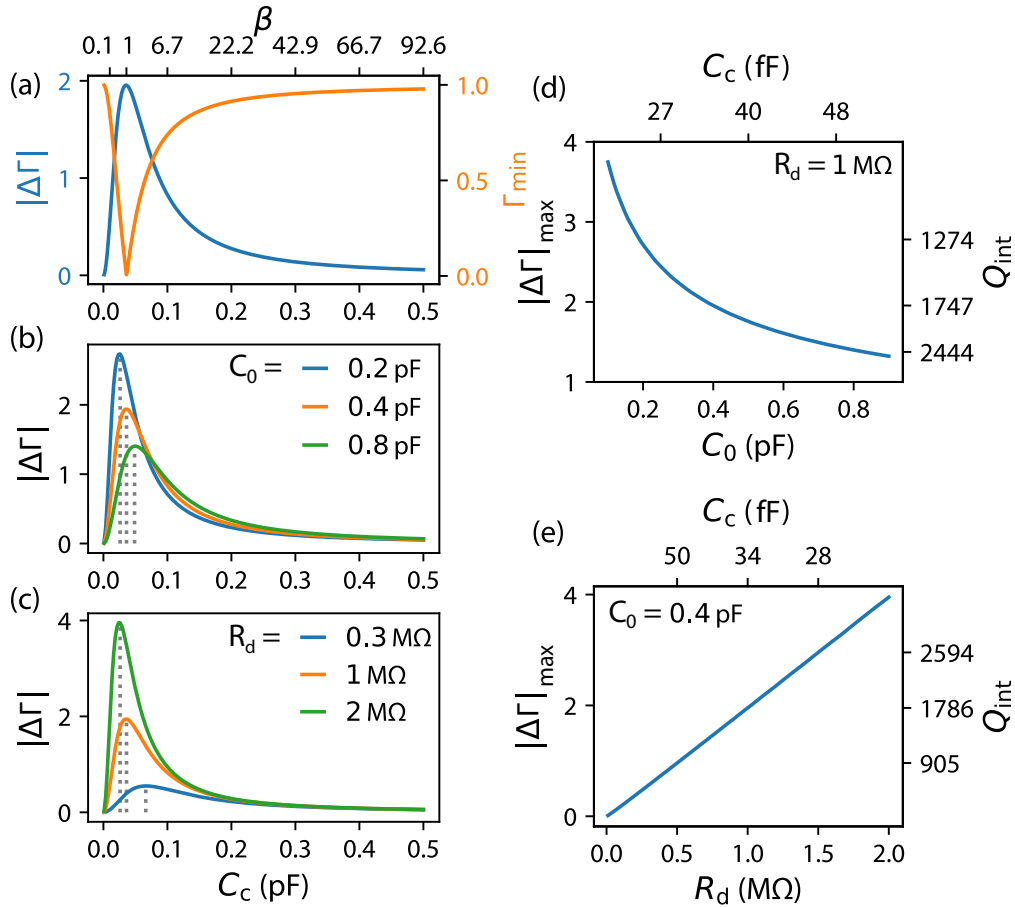 β
0.1 1 6.7 22.2 42.9 66.7 92.6
(a)
2
1
0
|ΔΓ|
1.0
0.5
0.0
Γmin
0.0 0.1 0.2 0.3 0.4 0.5
(b)
C0 =
0.2 pF
0.4 pF
0.8 pF
2
1
0
|ΔΓ|
0.0 0.1 0.2 0.3 0.4 0.5
(c)
Rd =
0.3 MΩ
1 MΩ
2 MΩ
4
2
0
|ΔΓ|
0.0 0.1 0.2 0.3 0.4 0.5
Cc (pF)
Cc (fF)
(d)
27 40 48
Rd = 1 MΩ
4
3
2
1
|ΔΓ|max
1274
1747
2444
Qint
0.2 0.4 0.6 0.8
C0 (pF)
Cc (fF)
(e)
50 34 28
C0 = 0.4 pF
4
2
0
|ΔΓ|max
2594
1786
905
Qint
0.0 0.5 1.0 1.5 2.0
Rd (MΩ)